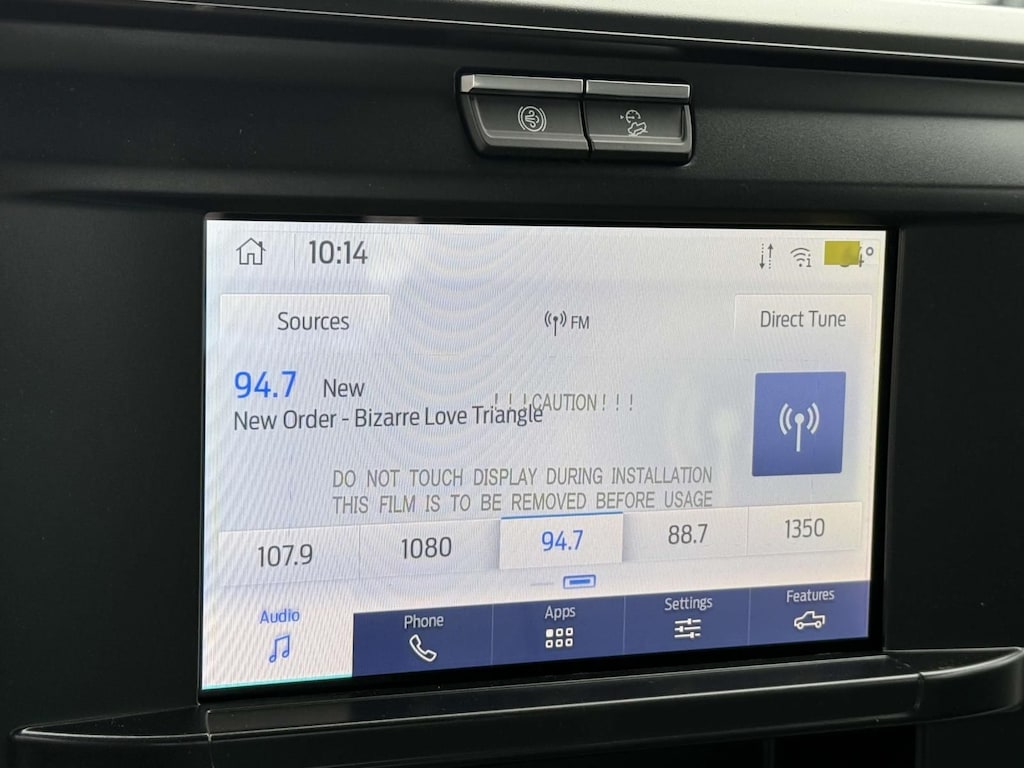 10:14
Sources
FM
Direct Tune
94.7 New
! ! ! CAUTION ! ! !
New Order - Bizarre Love Triangle
DO NOT TOUCH DISPLAY DURING INSTALLATION
THIS FILM IS TO BE REMOVED BEFORE USAGE
107.9 1080 94.7 88.7 1350
Audio Phone Apps Settings Features